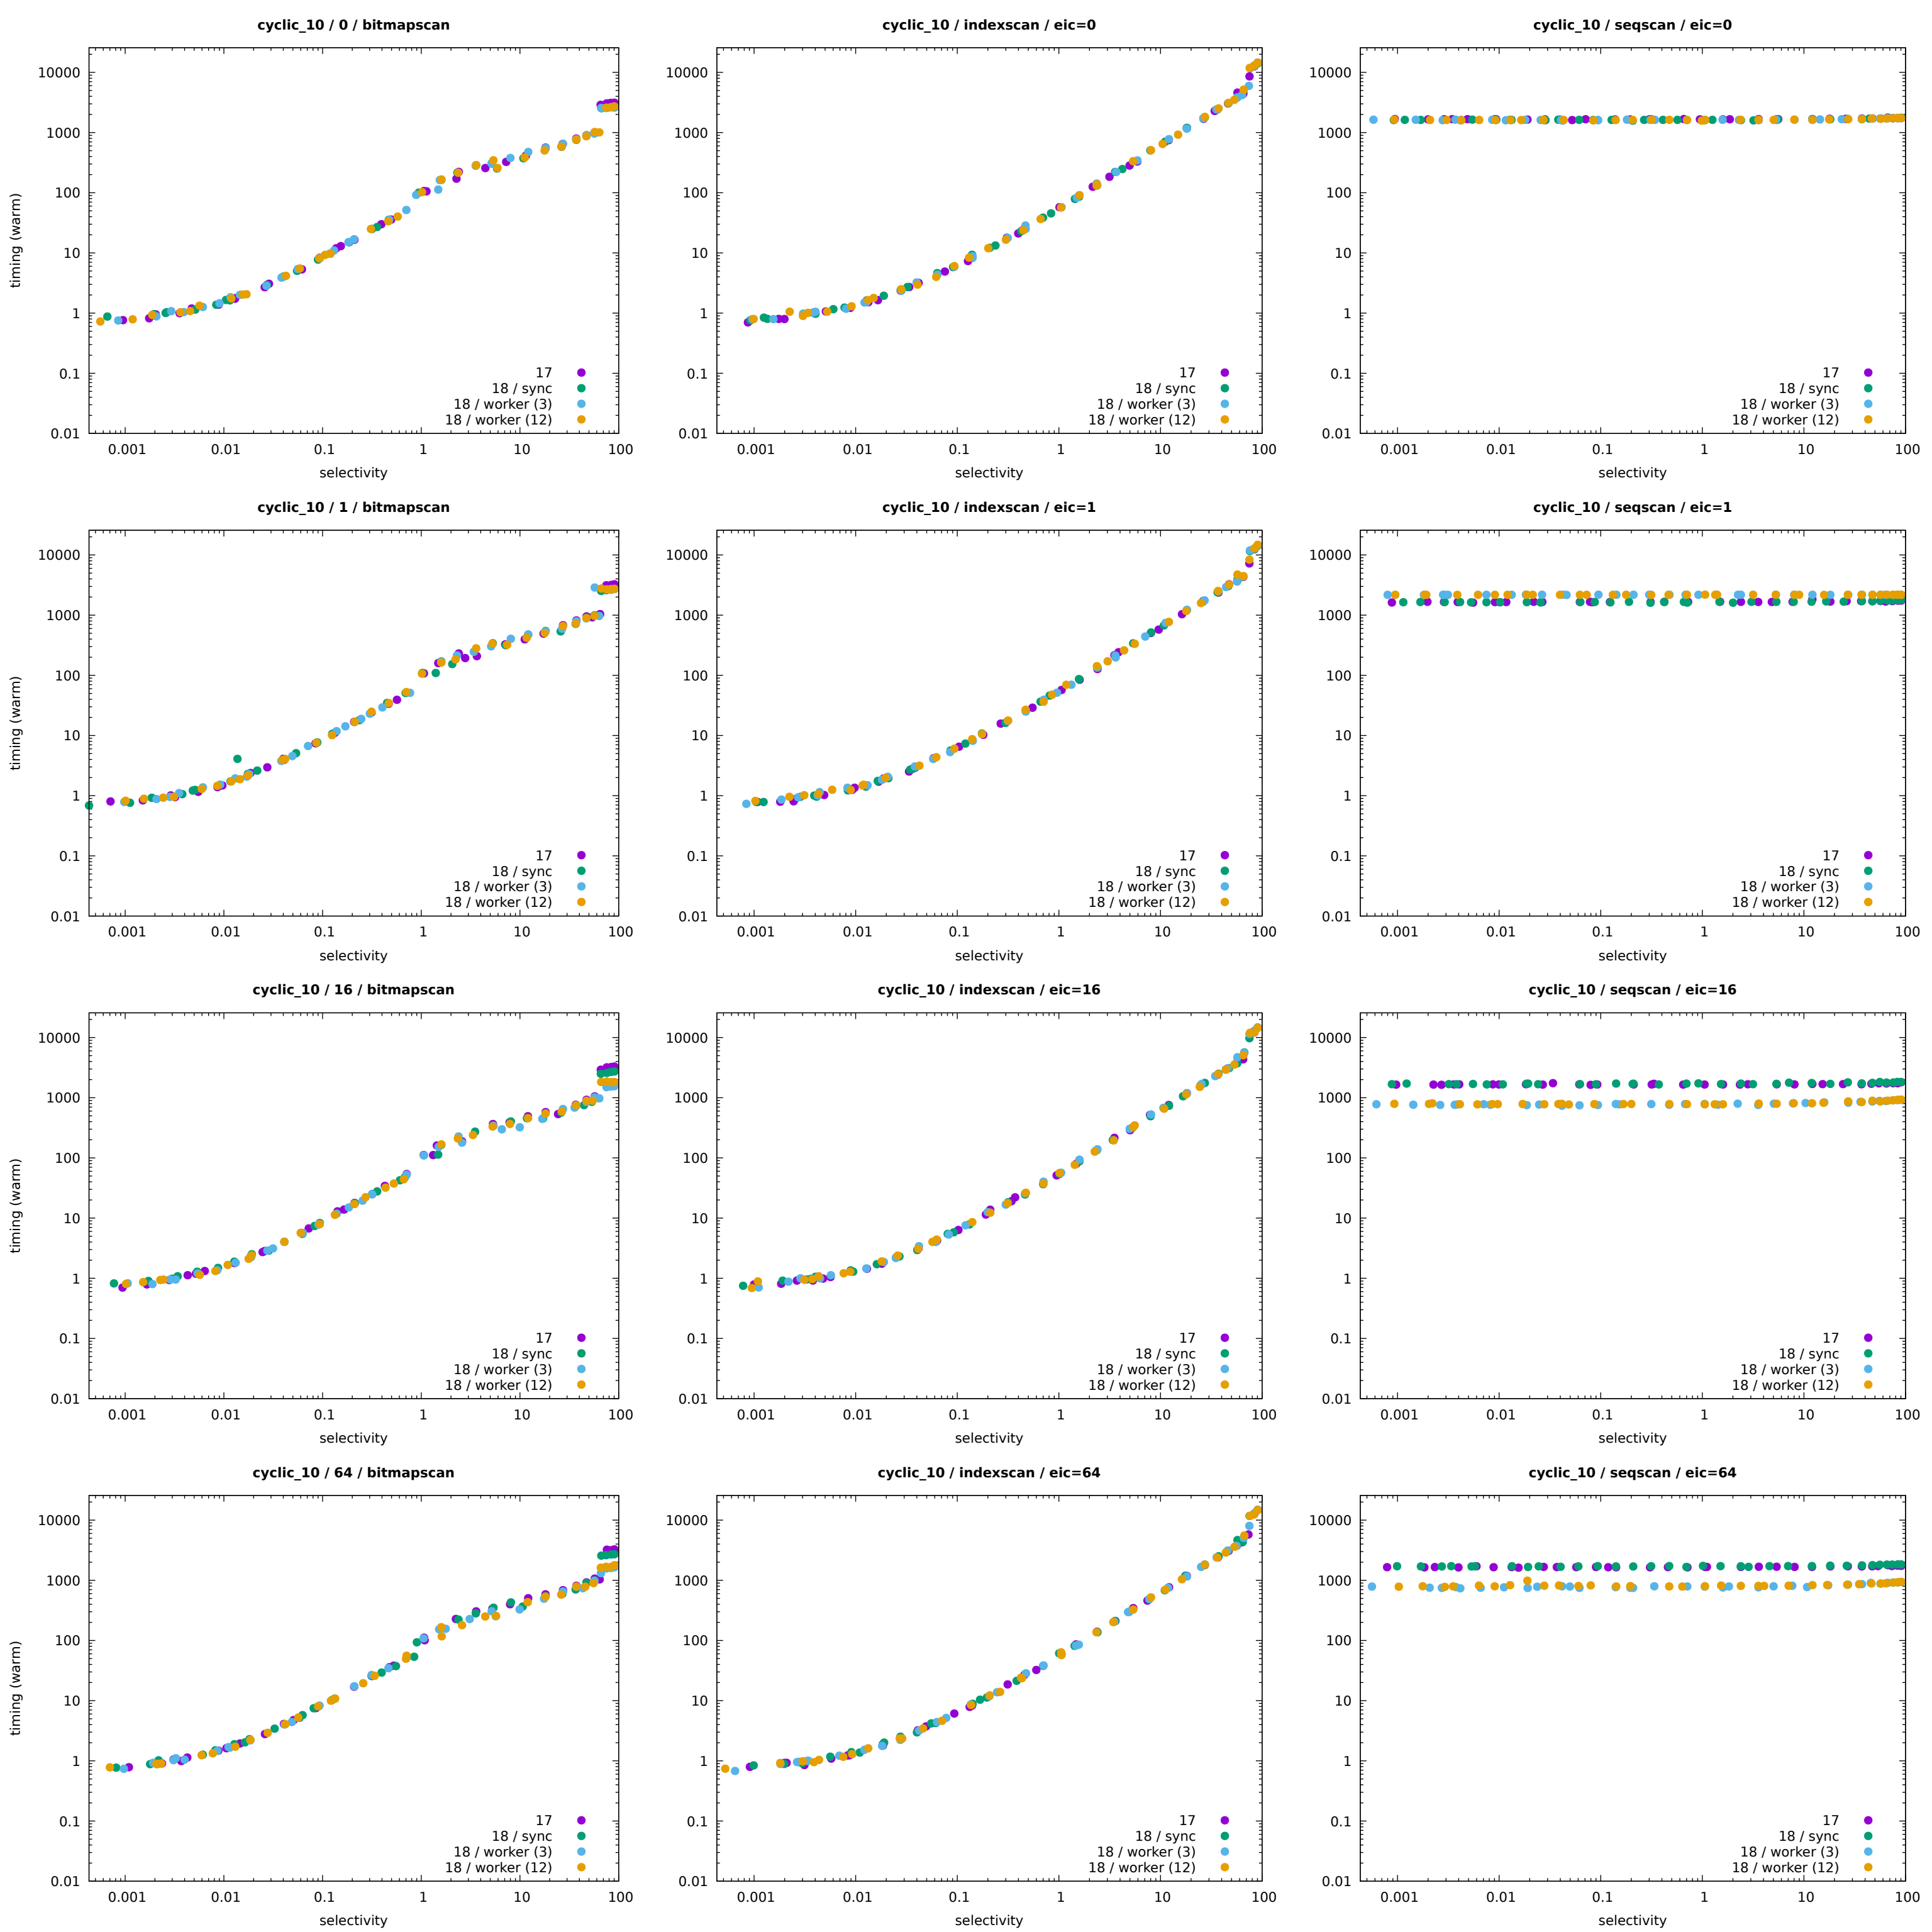 cyclic_10 / 0 / bitmapscan
10000
1000
100
10
1
0.1
0.01
timing (warm)
17
18 / sync
18 / worker (3)
18 / worker (12)
0.001 0.01 0.1 1 10 100
selectivity
cyclic_10 / indexscan / eic=0
10000
1000
100
10
1
0.1
0.01
17
18 / sync
18 / worker (3)
18 / worker (12)
0.001 0.01 0.1 1 10 100
selectivity
cyclic_10 / seqscan / eic=0
10000
1000
100
10
1
0.1
0.01
17
18 / sync
18 / worker (3)
18 / worker (12)
0.001 0.01 0.1 1 10 100
selectivity
cyclic_10 / 1 / bitmapscan
10000
1000
100
10
1
0.1
0.01
timing (warm)
17
18 / sync
18 / worker (3)
18 / worker (12)
0.001 0.01 0.1 1 10 100
selectivity
cyclic_10 / indexscan / eic=1
10000
1000
100
10
1
0.1
0.01
17
18 / sync
18 / worker (3)
18 / worker (12)
0.001 0.01 0.1 1 10 100
selectivity
cyclic_10 / seqscan / eic=1
10000
1000
100
10
1
0.1
0.01
17
18 / sync
18 / worker (3)
18 / worker (12)
0.001 0.01 0.1 1 10 100
selectivity
cyclic_10 / 16 / bitmapscan
10000
1000
100
10
1
0.1
0.01
timing (warm)
17
18 / sync
18 / worker (3)
18 / worker (12)
0.001 0.01 0.1 1 10 100
selectivity
cyclic_10 / indexscan / eic=16
10000
1000
100
10
1
0.1
0.01
17
18 / sync
18 / worker (3)
18 / worker (12)
0.001 0.01 0.1 1 10 100
selectivity
cyclic_10 / seqscan / eic=16
10000
1000
100
10
1
0.1
0.01
17
18 / sync
18 / worker (3)
18 / worker (12)
0.001 0.01 0.1 1 10 100
selectivity
cyclic_10 / 64 / bitmapscan
10000
1000
100
10
1
0.1
0.01
timing (warm)
17
18 / sync
18 / worker (3)
18 / worker (12)
0.001 0.01 0.1 1 10 100
selectivity
cyclic_10 / indexscan / eic=64
10000
1000
100
10
1
0.1
0.01
17
18 / sync
18 / worker (3)
18 / worker (12)
0.001 0.01 0.1 1 10 100
selectivity
cyclic_10 / seqscan / eic=64
10000
1000
100
10
1
0.1
0.01
17
18 / sync
18 / worker (3)
18 / worker (12)
0.001 0.01 0.1 1 10 100
selectivity